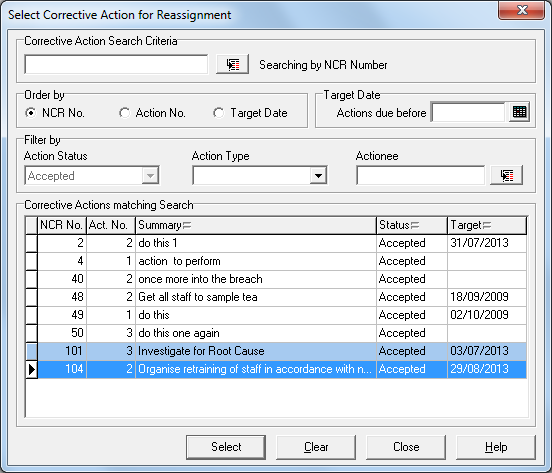 Select Corrective Action for Reassignment
Corrective Action Search Criteria
Searching by NCR Number
Order by
NCR No. Action No. Target Date
Target Date
Actions due before
Filter by
Action Status Action Type Actionee
Accepted
Corrective Actions matching Search
NCR No. Act. No. Summary Status Target
2 2 do this 1 Accepted 31/07/2013
4 1 action to perform Accepted
40 2 once more into the breach Accepted
48 2 Get all staff to sample tea Accepted 18/09/2009
49 1 do this Accepted 02/10/2009
50 3 do this one again Accepted
101 3 Investigate for Root Cause Accepted 03/07/2013
104 2 Organise retraining of staff in accordance with n... Accepted 29/08/2013
Select Clear Close Help